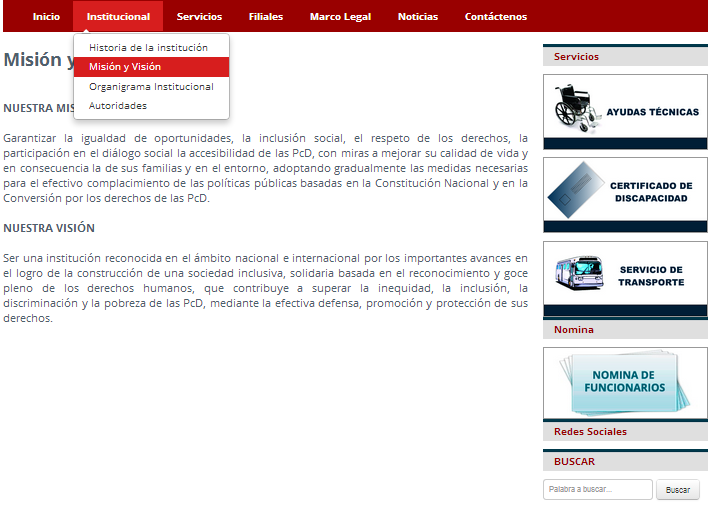 Inicio Institucional Servicios Filiales Marco Legal Noticias Contáctenos
Historia de la institución
Misión y Visión
Organigrama Institucional
Autoridades
Misión y
NUESTRA MIS
Garantizar la igualdad de oportunidades, la inclusión social, el respeto de los derechos, la
participación en el diálogo social la accesibilidad de las PcD, con miras a mejorar su calidad de vida y
en consecuencia la de sus familias y en el entorno, adoptando gradualmente las medidas necesarias
para el efectivo complacimiento de las políticas públicas basadas en la Constitución Nacional y en la
Conversión por los derechos de las PcD.
NUESTRA VISIÓN
Ser una institución reconocida en el ámbito nacional e internacional por los importantes avances en
el logro de la construcción de una sociedad inclusiva, solidaria basada en el reconocimiento y goce
pleno de los derechos humanos, que contribuye a superar la inequidad, la inclusión, la
discriminación y la pobreza de las PcD, mediante la efectiva defensa, promoción y protección de sus
derechos.
Servicios
AYUDAS TÉCNICAS
CERTIFICADO DE
DISCAPACIDAD
SERVICIO DE
TRANSPORTE
Nomina
NOMINA DE
FUNCIONARIOS
Redes Sociales
BUSCAR
Palabra a buscar... Buscar